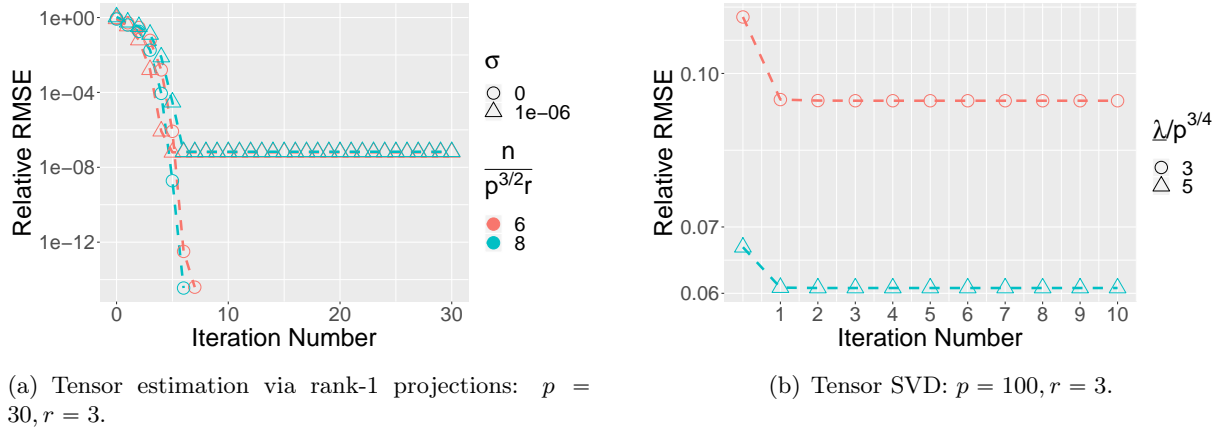 1e+00
1e−04
1e−08
1e−12
Relative RMSE
0 10 20 30
Iteration Number
σ
0
1e−06
n
p^{3/2}r
6
8
(a) Tensor estimation via rank-1 projections: p =
30, r = 3.
0.10
0.07
0.06
Relative RMSE
1 2 3 4 5 6 7 8 9 10
Iteration Number
λ/p^{3/4}
3
5
(b) Tensor SVD: p = 100, r = 3.